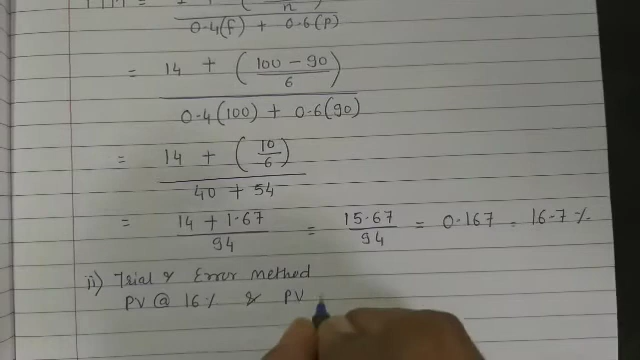 YTM =
n
0.4(f) + 0.6(p)
= 14 + (100 - 90 / 6)
0.4(100) + 0.6(90)
= 14 + (10/6)
40 + 54
= 14 + 1.67 / 94 = 15.67 / 94 = 0.167 = 16.7 %
ii) Trial & Error method
PV @ 16% & PV